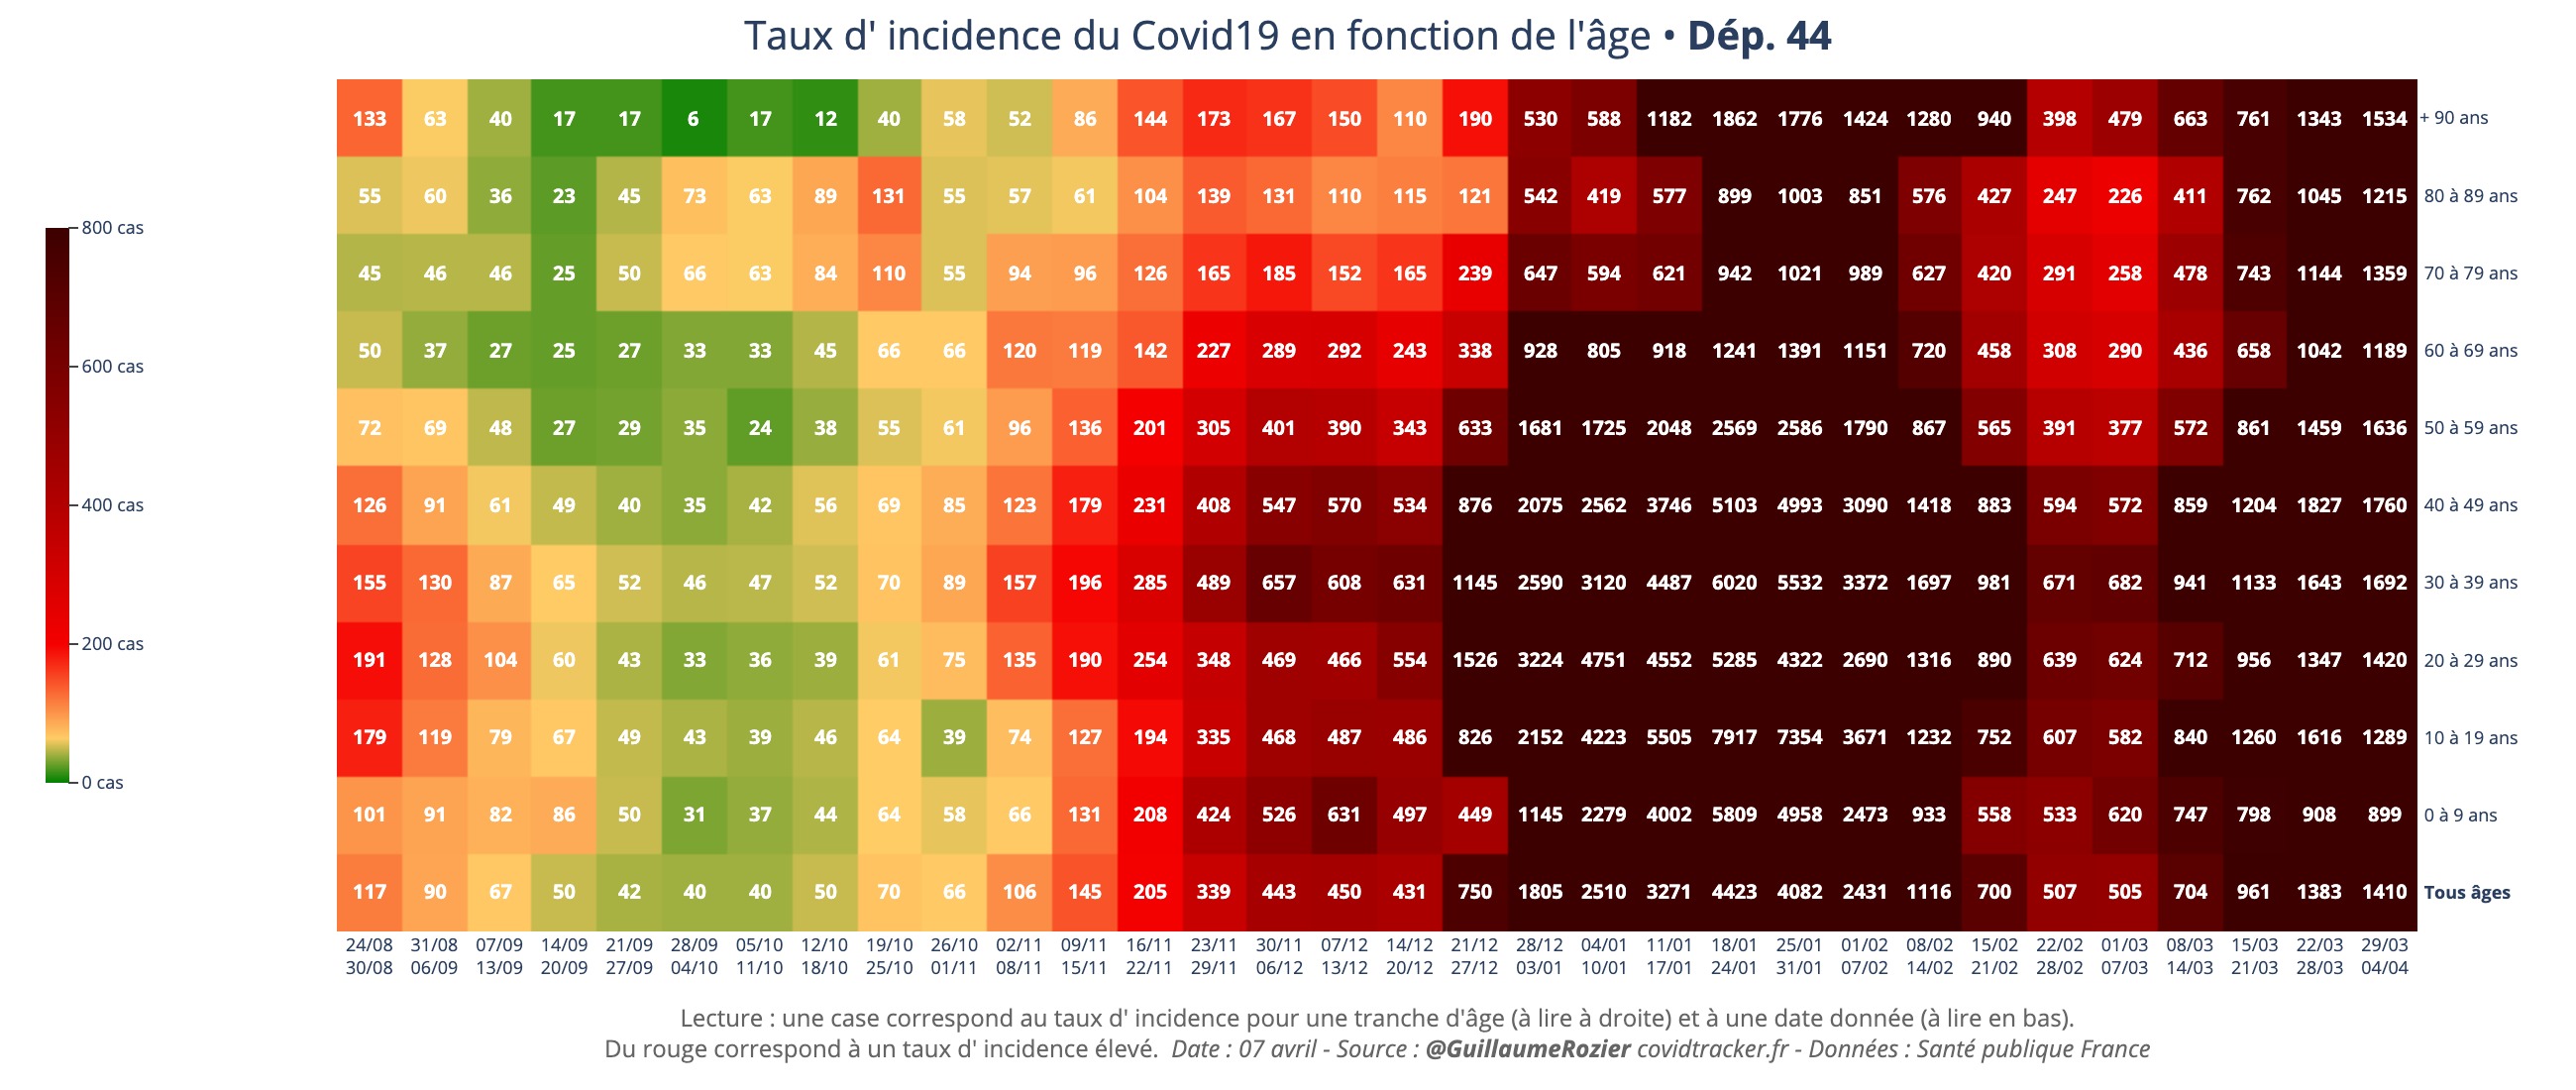 Taux d' incidence du Covid19 en fonction de l'âge • Dép. 44
800 cas
600 cas
400 cas
200 cas
0 cas
133 63 40 17 17 6 17 12 40 58 52 86 144 173 167 150 110 190 530 588 1182 1862 1776 1424 1280 940 398 479 663 761 1343 1534 + 90 ans
55 60 36 23 45 73 63 89 131 55 57 61 104 139 131 110 115 121 542 419 577 899 1003 851 576 427 247 226 411 762 1045 1215 80 à 89 ans
45 46 46 25 50 66 63 84 110 55 94 96 126 165 185 152 165 239 647 594 621 942 1021 989 627 420 291 258 478 743 1144 1359 70 à 79 ans
50 37 27 25 27 33 33 45 66 66 120 119 142 227 289 292 243 338 928 805 918 1241 1391 1151 720 458 308 290 436 658 1042 1189 60 à 69 ans
72 69 48 27 29 35 24 38 55 61 96 136 201 305 401 390 343 633 1681 1725 2048 2569 2586 1790 867 565 391 377 572 861 1459 1636 50 à 59 ans
126 91 61 49 40 35 42 56 69 85 123 179 231 408 547 570 534 876 2075 2562 3746 5103 4993 3090 1418 883 594 572 859 1204 1827 1760 40 à 49 ans
155 130 87 65 52 46 47 52 70 89 157 196 285 489 657 608 631 1145 2590 3120 4487 6020 5532 3372 1697 981 671 682 941 1133 1643 1692 30 à 39 ans
191 128 104 60 43 33 36 39 61 75 135 190 254 348 469 466 554 1526 3224 4751 4552 5285 4322 2690 1316 890 639 624 712 956 1347 1420 20 à 29 ans
179 119 79 67 49 43 39 46 64 39 74 127 194 335 468 487 486 826 2152 4223 5505 7917 7354 3671 1232 752 607 582 840 1260 1616 1289 10 à 19 ans
101 91 82 86 50 31 37 44 64 58 66 131 208 424 526 631 497 449 1145 2279 4002 5809 4958 2473 933 558 533 620 747 798 908 899 0 à 9 ans
117 90 67 50 42 40 40 50 70 66 106 145 205 339 443 450 431 750 1805 2510 3271 4423 4082 2431 1116 700 507 505 704 961 1383 1410 Tous âges
24/08 31/08 07/09 14/09 21/09 28/09 05/10 12/10 19/10 26/10 02/11 09/11 16/11 23/11 30/11 07/12 14/12 21/12 28/12 04/01 11/01 18/01 25/01 01/02 08/02 15/02 22/02 01/03 08/03 15/03 22/03 29/03
30/08 06/09 13/09 20/09 27/09 04/10 11/10 18/10 25/10 01/11 08/11 15/11 22/11 29/11 06/12 13/12 20/12 27/12 03/01 10/01 17/01 24/01 31/01 07/02 14/02 21/02 28/02 07/03 14/03 21/03 28/03 04/04
Lecture : une case correspond au taux d' incidence pour une tranche d'âge (à lire à droite) et à une date donnée (à lire en bas).
Du rouge correspond à un taux d' incidence élevé. Date : 07 avril - Source : @GuillaumeRozier covidtracker.fr - Données : Santé publique France